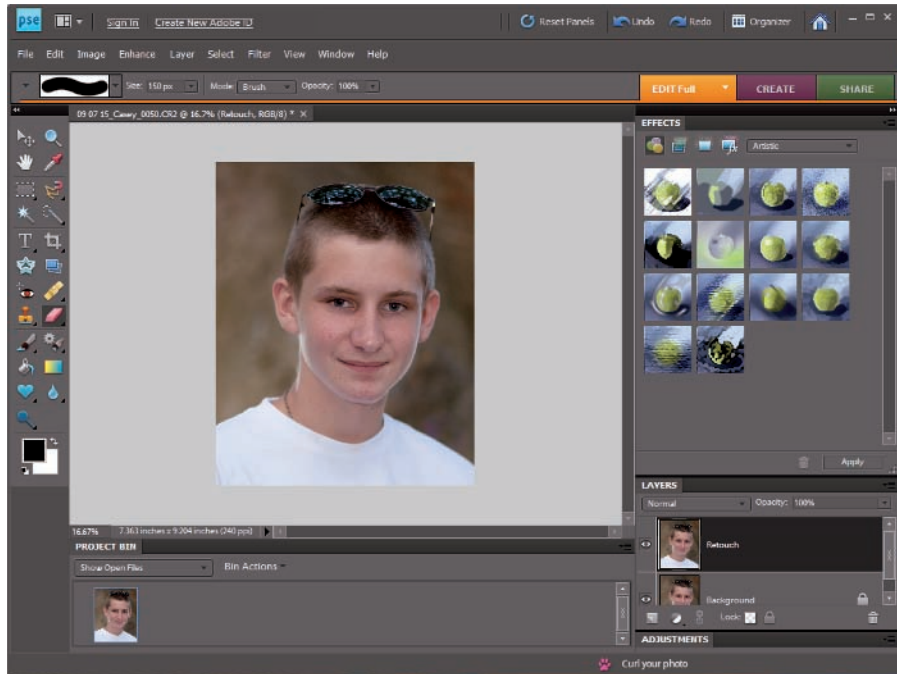 pse Sign In Create New Adobe ID Reset Panels Undo Redo Organizer
File Edit Image Enhance Layer Select Filter View Window Help
Size: 150 px Mode: Brush Opacity: 100% EDIT Full CREATE SHARE
09 07 15_Casey_0050.CR2 @ 16.7% (Retouch, RGB/8) * X
EFFECTS
fx Artistic
T
Apply
LAYERS
Normal Opacity: 100%
Retouch
16.67% 7.363 inches x 9.204 inches (240 ppi)
PROJECT BIN
Show Open Files Bin Actions
Background
Lock:
ADJUSTMENTS
Curl your photo